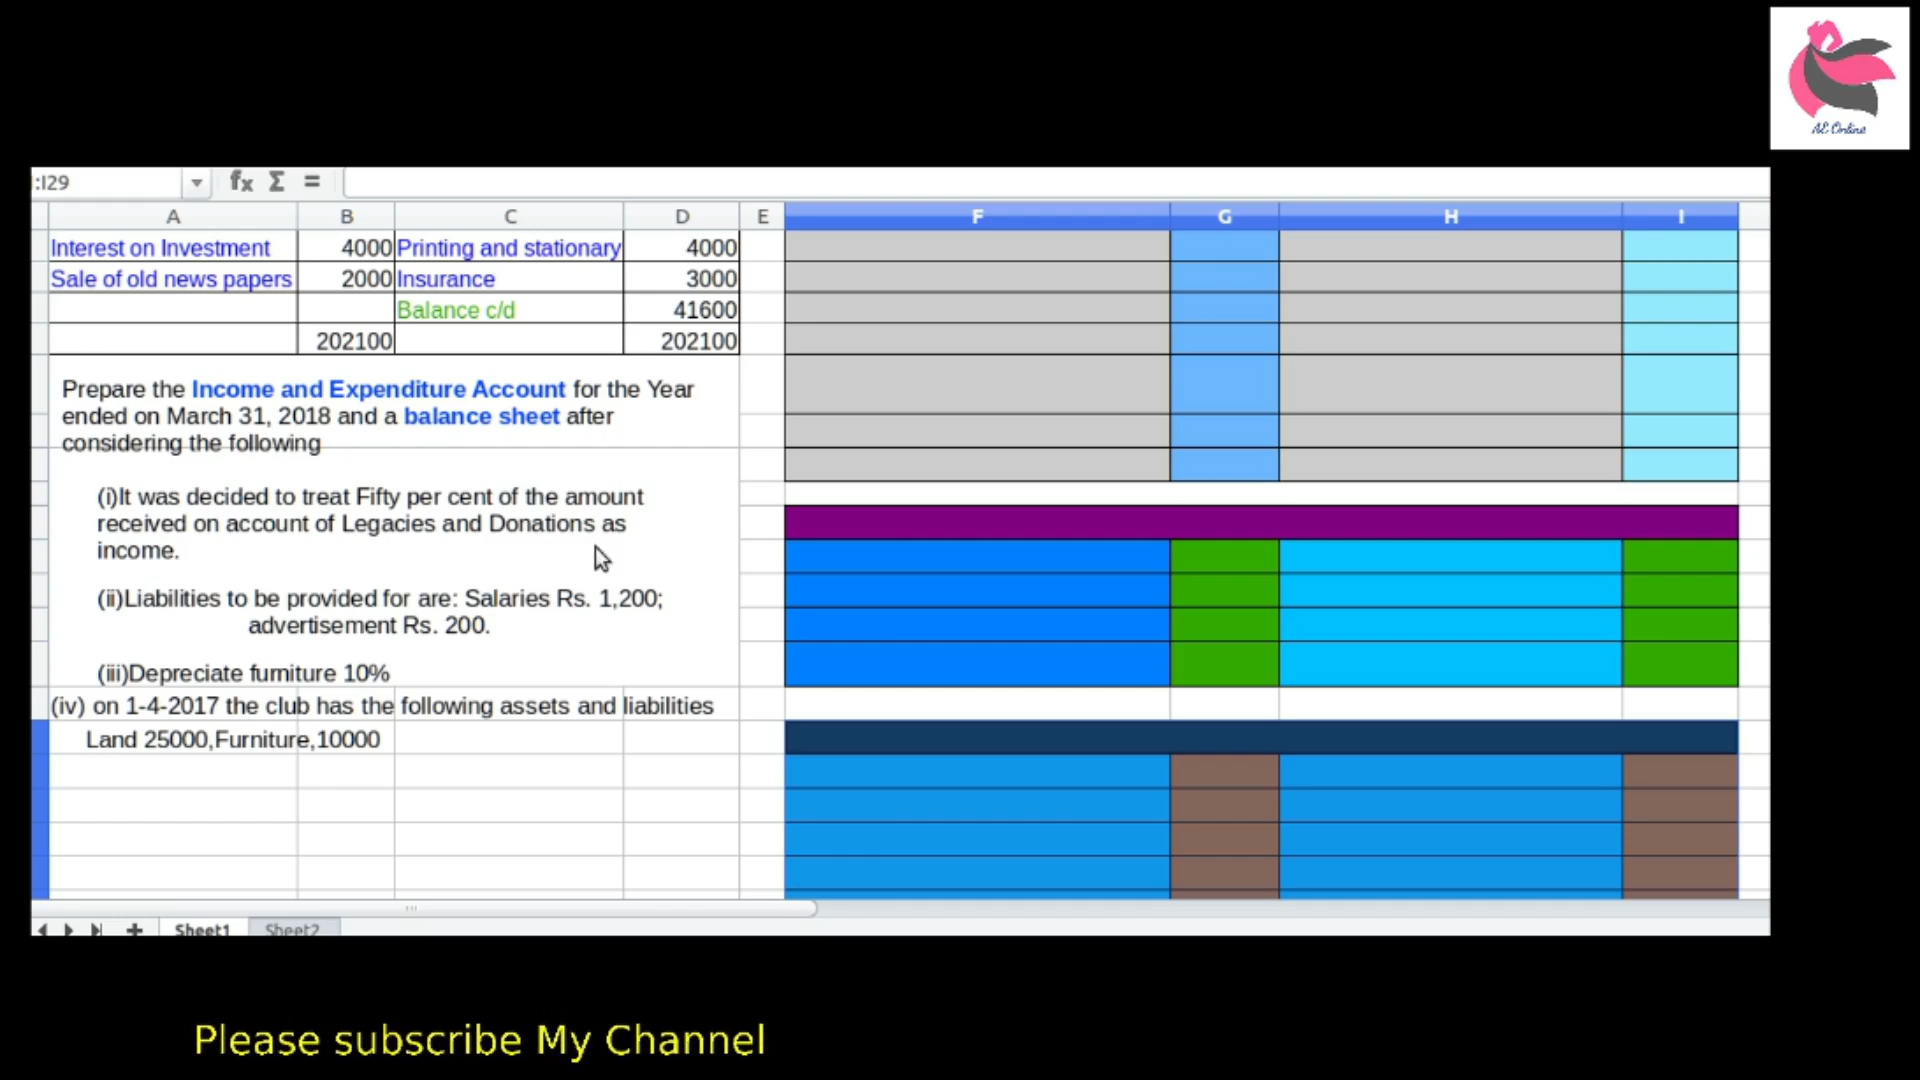 AE Online
:I29
A B C D E F G H I
Interest on Investment 4000 Printing and stationary 4000
Sale of old news papers 2000 Insurance 3000
Balance c/d 41600
202100 202100
Prepare the Income and Expenditure Account for the Year
ended on March 31, 2018 and a balance sheet after
considering the following
(i)It was decided to treat Fifty per cent of the amount
received on account of Legacies and Donations as
income.
(ii)Liabilities to be provided for are: Salaries Rs. 1,200;
advertisement Rs. 200.
(iii)Depreciate furniture 10%
(iv) on 1-4-2017 the club has the following assets and liabilities
Land 25000,Furniture,10000
Sheet1 Sheet2
Please subscribe My Channel